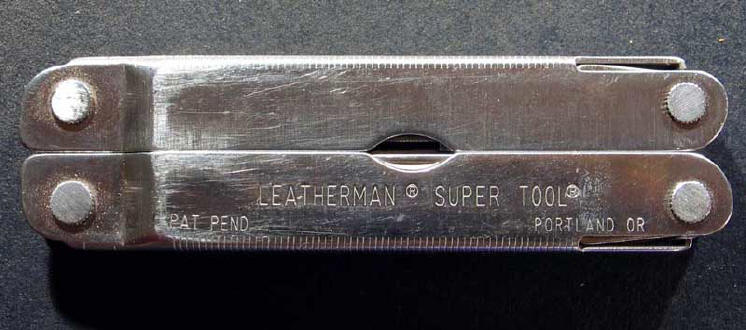 LEATHERMAN® SUPER TOOL®
PAT PEND PORTLAND OR